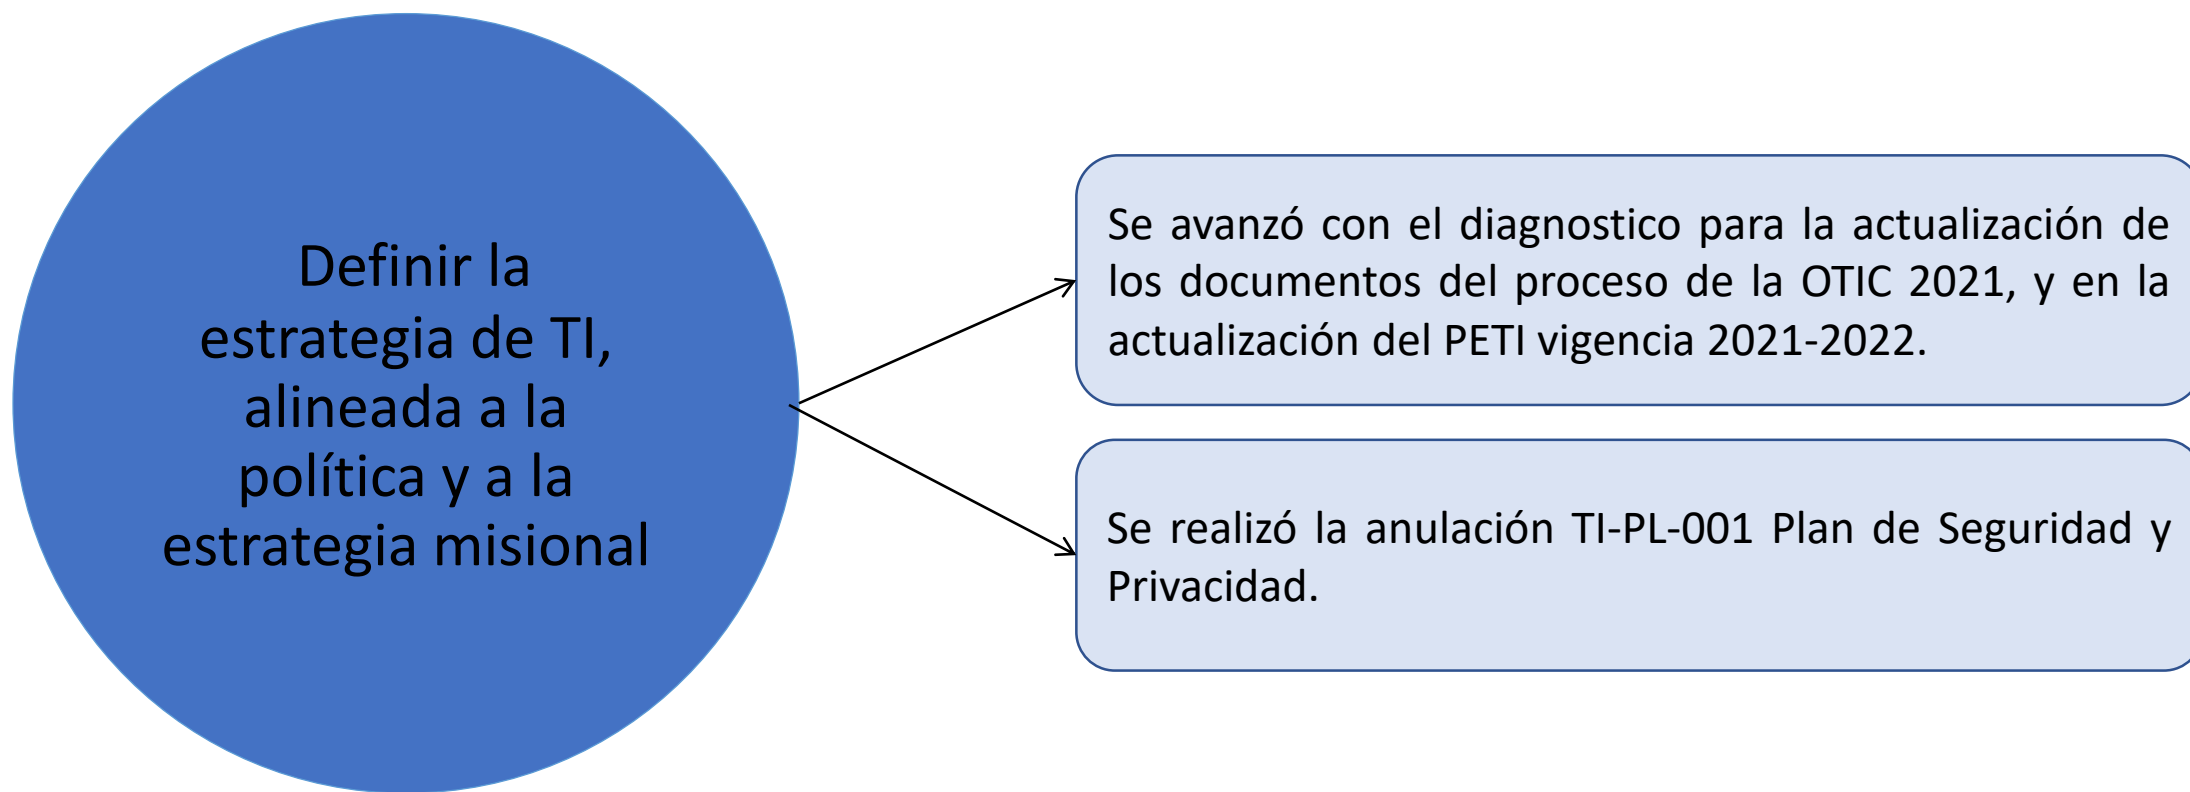 Definir la
estrategia de TI,
alineada a la
política y a la
estrategia misional
Se avanzó con el diagnostico para la actualización de
los documentos del proceso de la OTIC 2021, y en la
actualización del PETI vigencia 2021-2022.
Se realizó la anulación TI-PL-001 Plan de Seguridad y
Privacidad.